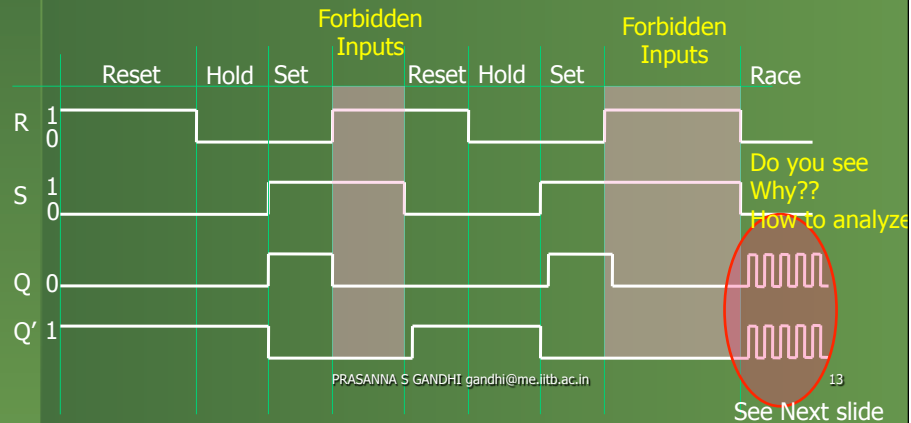 Forbidden
Inputs
Forbidden
Inputs
Reset Hold Set Reset Hold Set Race
R 1
0
S 1
0
Do you see
Why??
How to analyze
Q 0
Q' 1
PRASANNA S GANDHI gandhi@me.iitb.ac.in 13
See Next slide